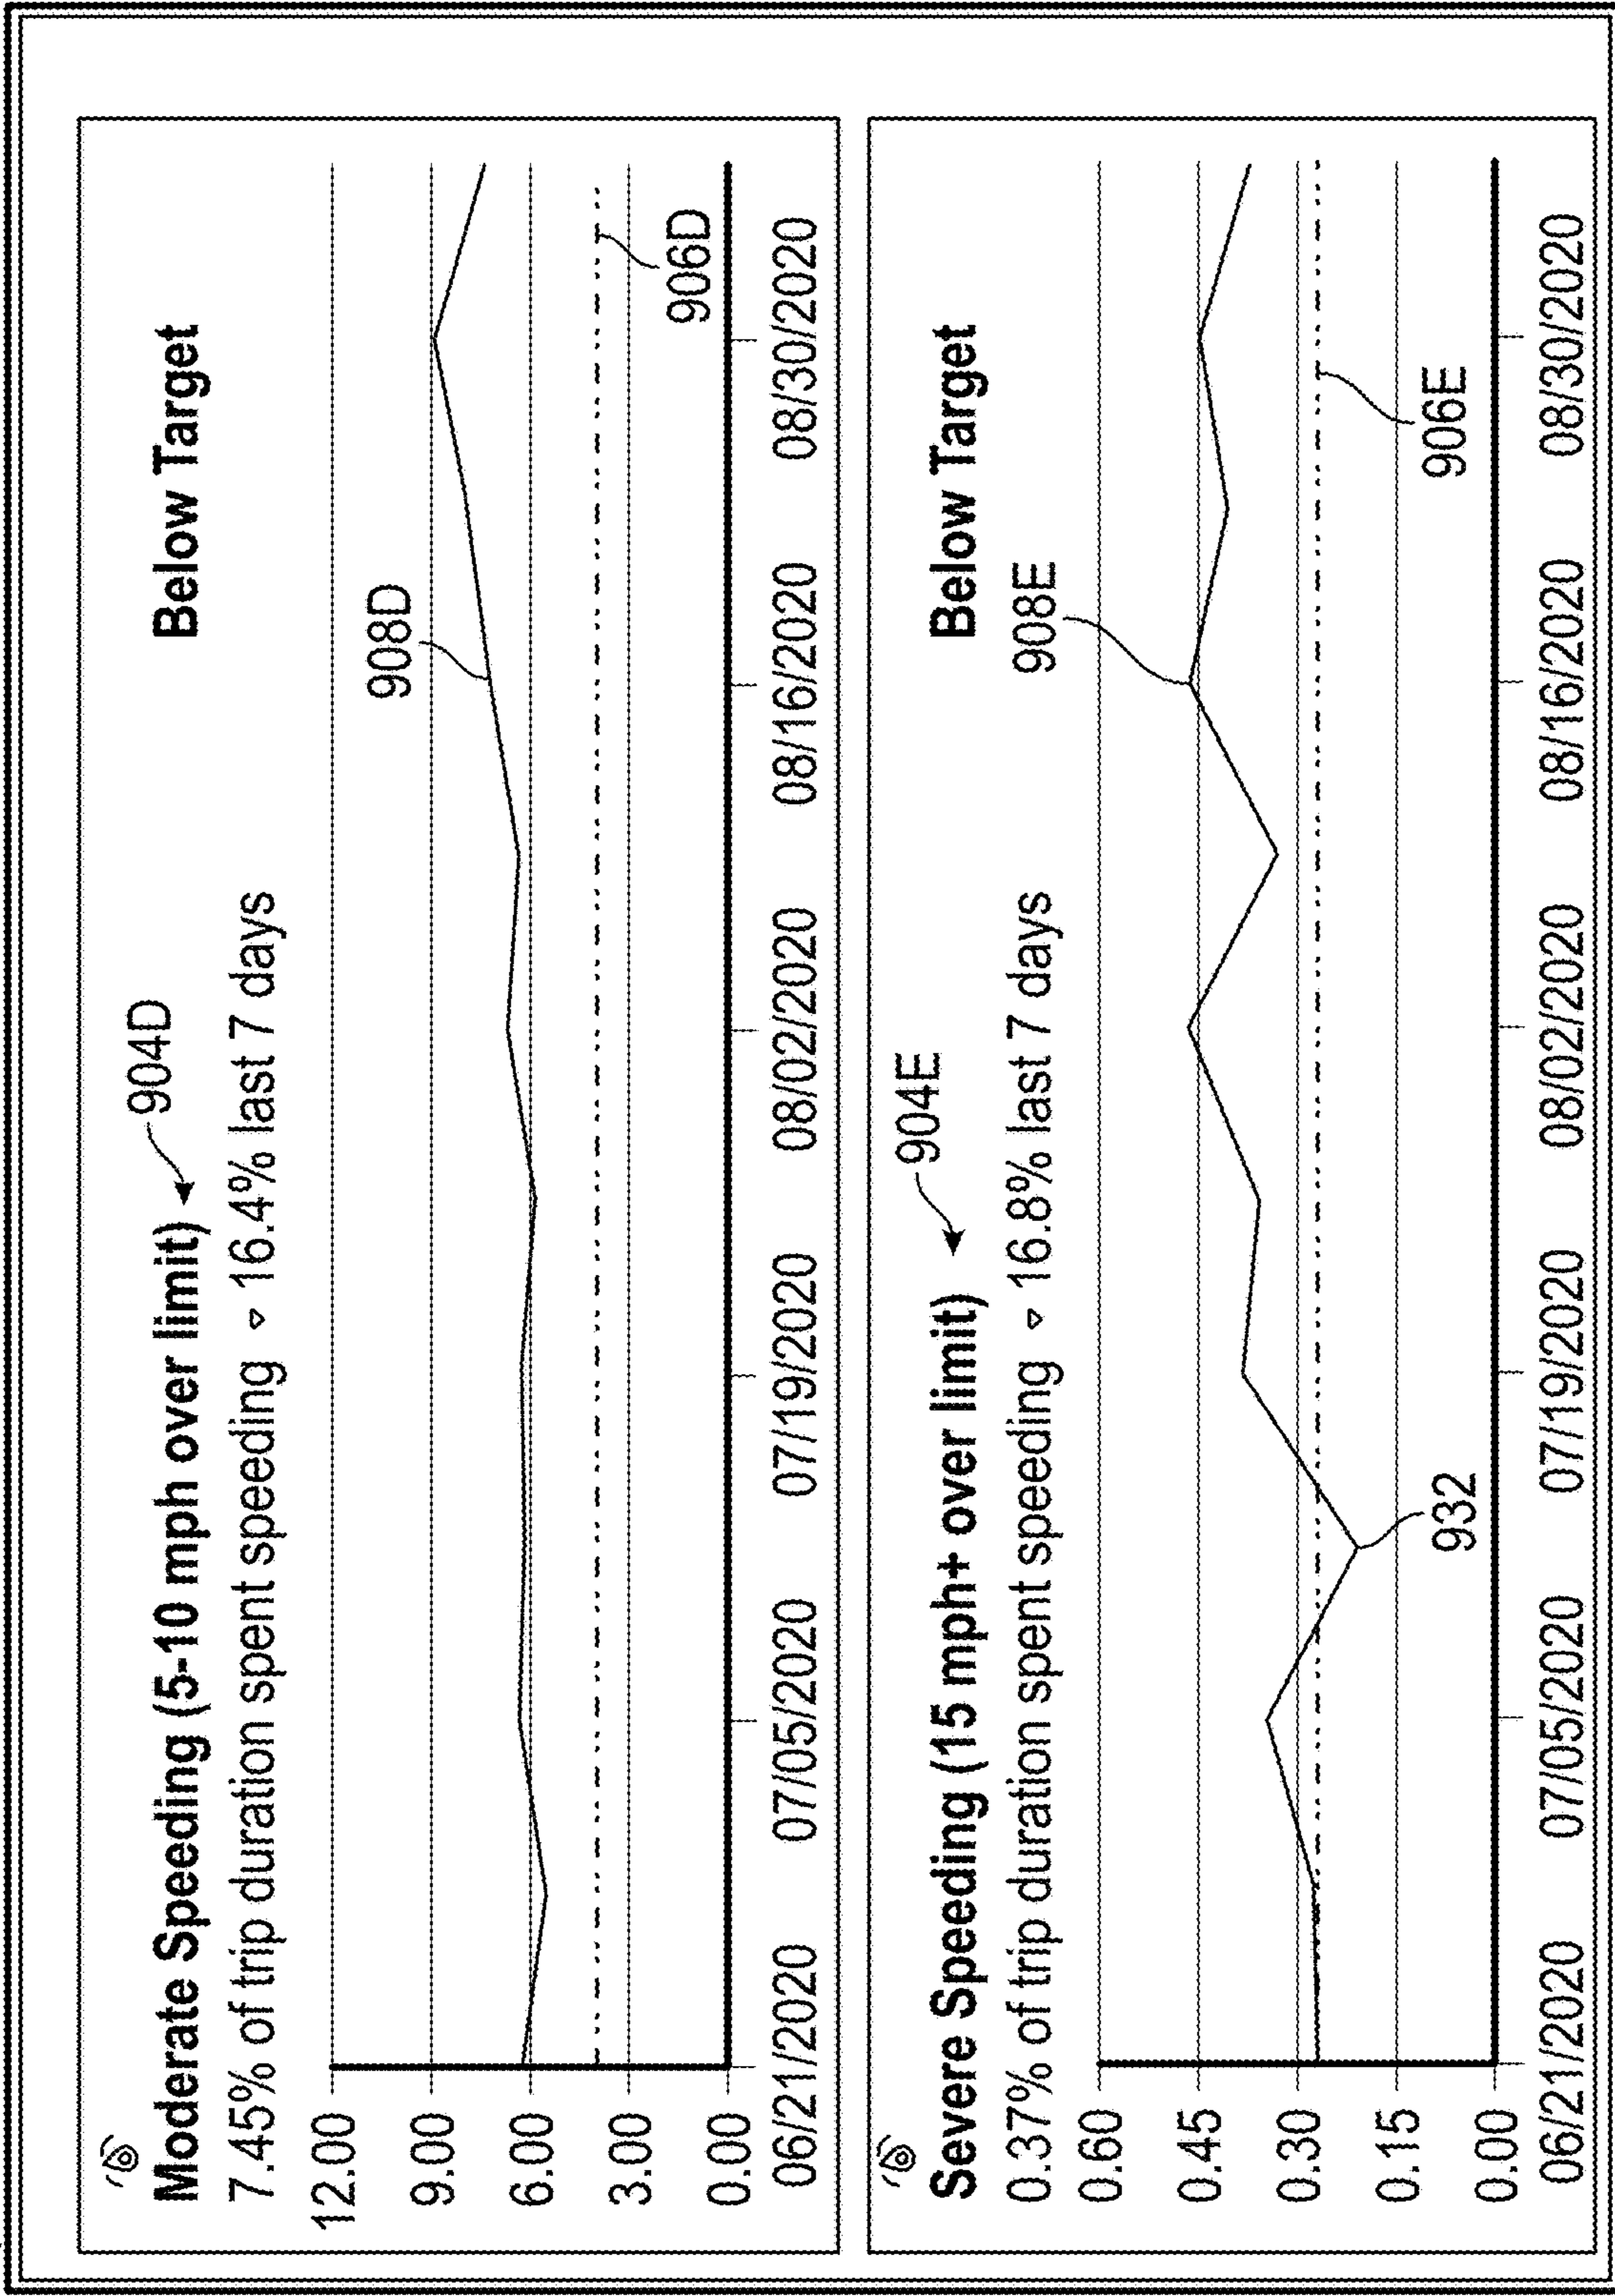 904D
Moderate Speeding (5-10 mph over limit)
Below Target
7.45% of trip duration spent speeding ▿ 16.4% last 7 days
908D
12.00
9.00
6.00
3.00
906D
0.00
06/21/2020 07/05/2020 07/19/2020 08/02/2020 08/16/2020 08/30/2020
904E
Severe Speeding (15 mph+ over limit)
Below Target
0.37% of trip duration spent speeding ▿ 16.8% last 7 days
908E
0.60
0.45
0.30
0.15
932
906E
0.00
06/21/2020 07/05/2020 07/19/2020 08/02/2020 08/16/2020 08/30/2020